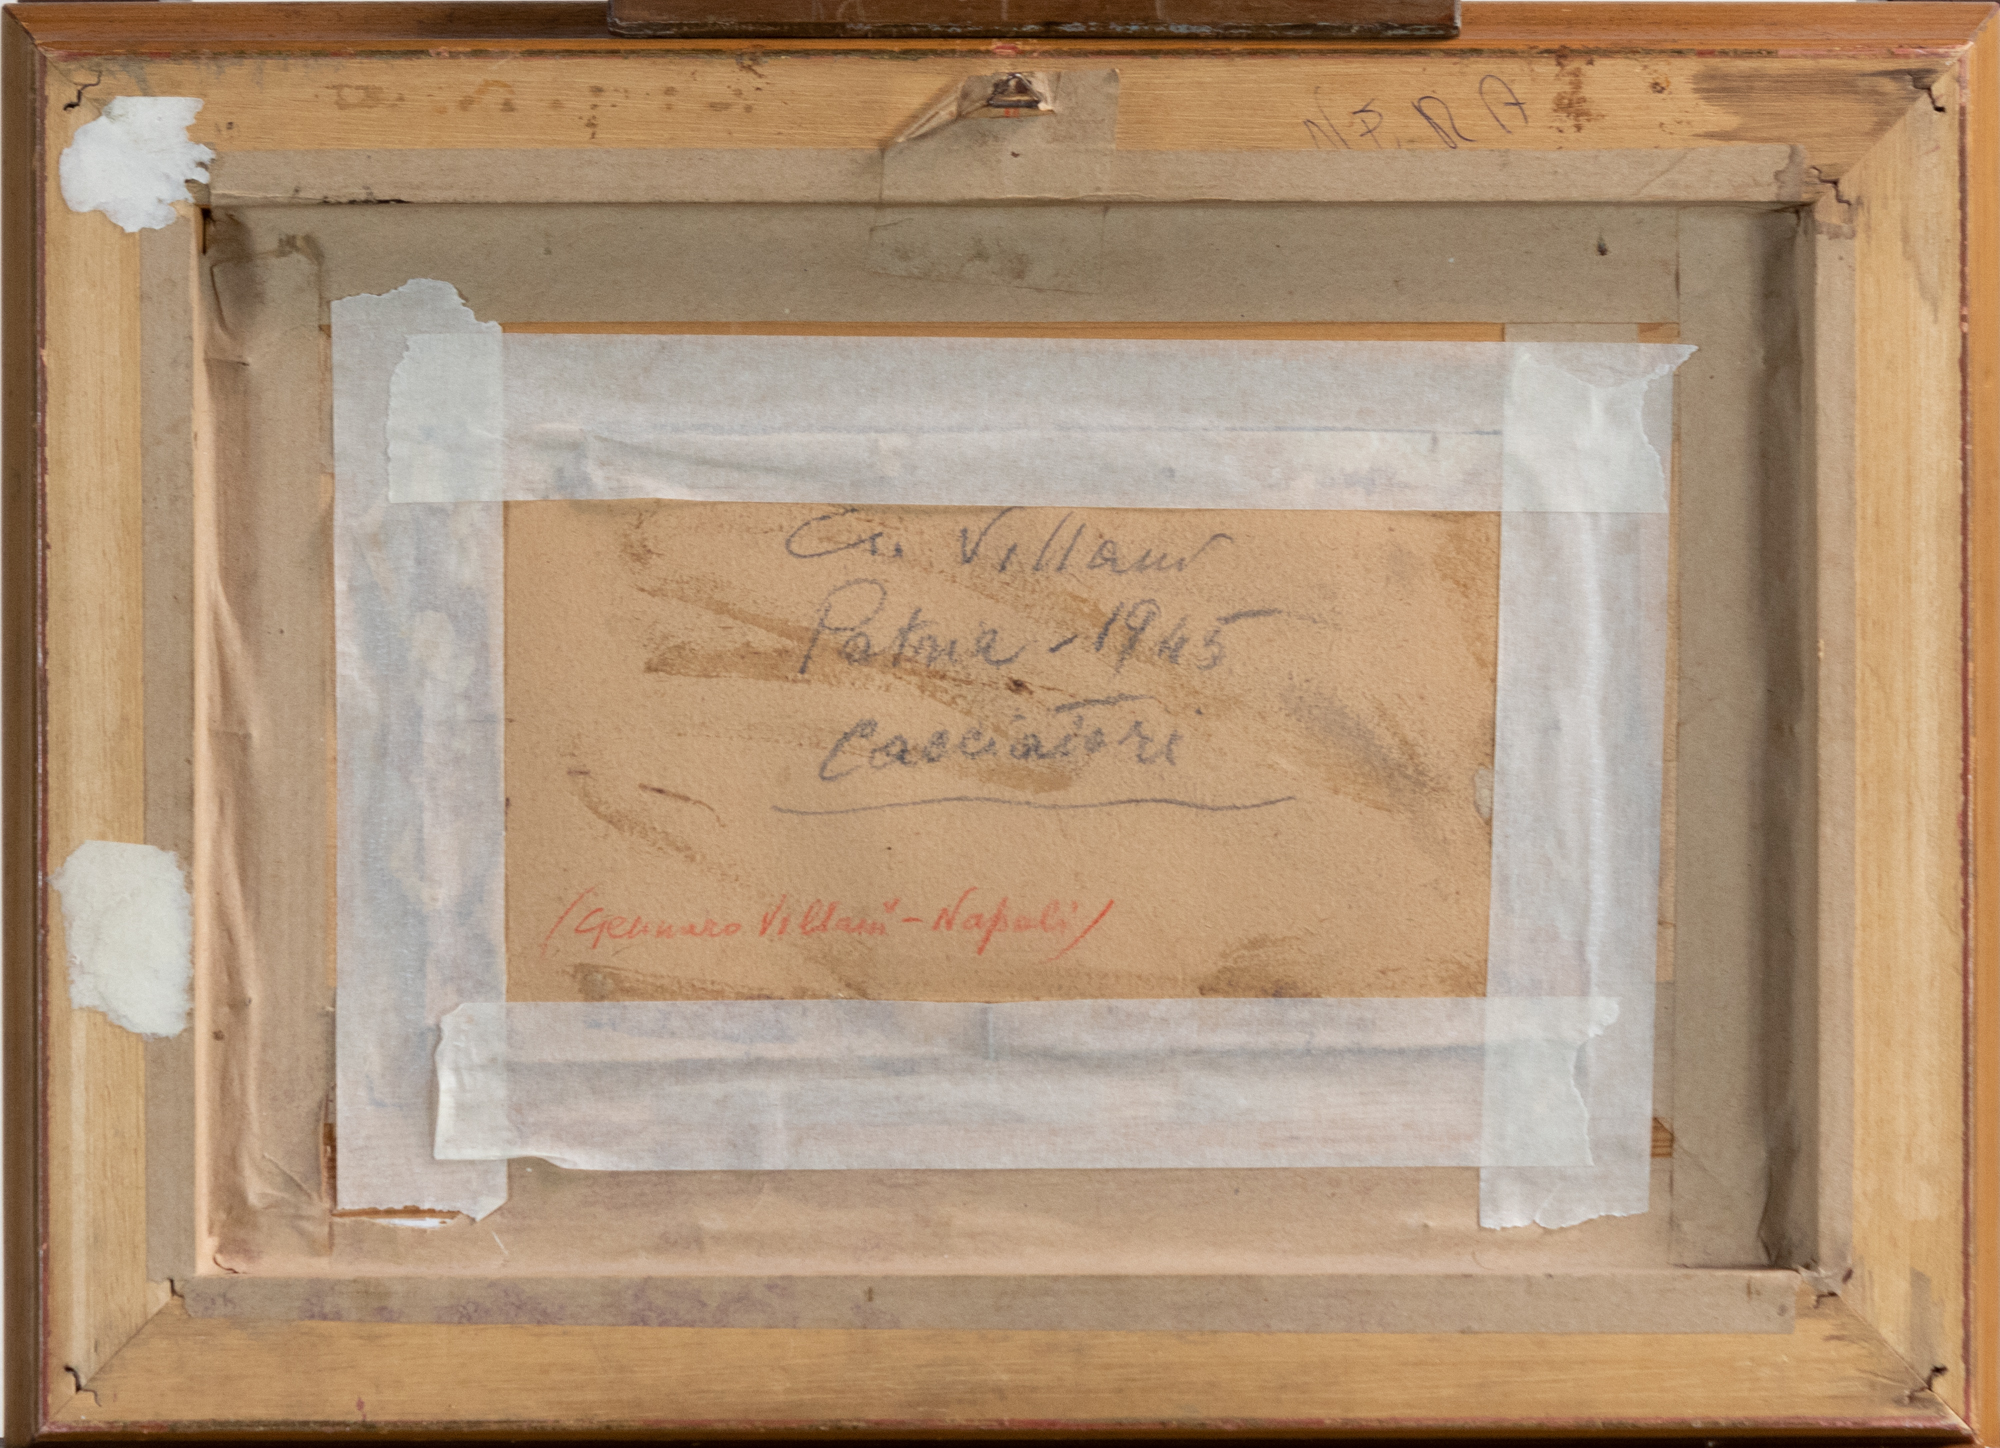 N.E.R.A
Villani
Patria - 1945
Cacciatori
(Gennaro Villani - Napoli)